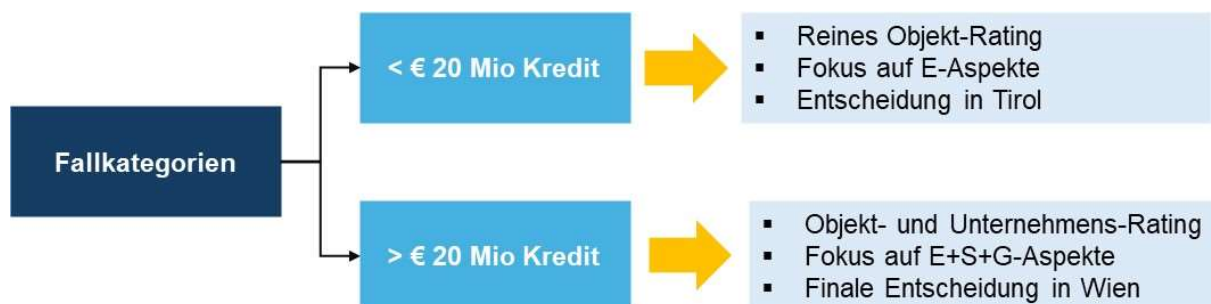 Fallkategorien
< € 20 Mio Kredit
▪ Reines Objekt-Rating
▪ Fokus auf E-Aspekte
▪ Entscheidung in Tirol
> € 20 Mio Kredit
▪ Objekt- und Unternehmens-Rating
▪ Fokus auf E+S+G-Aspekte
▪ Finale Entscheidung in Wien